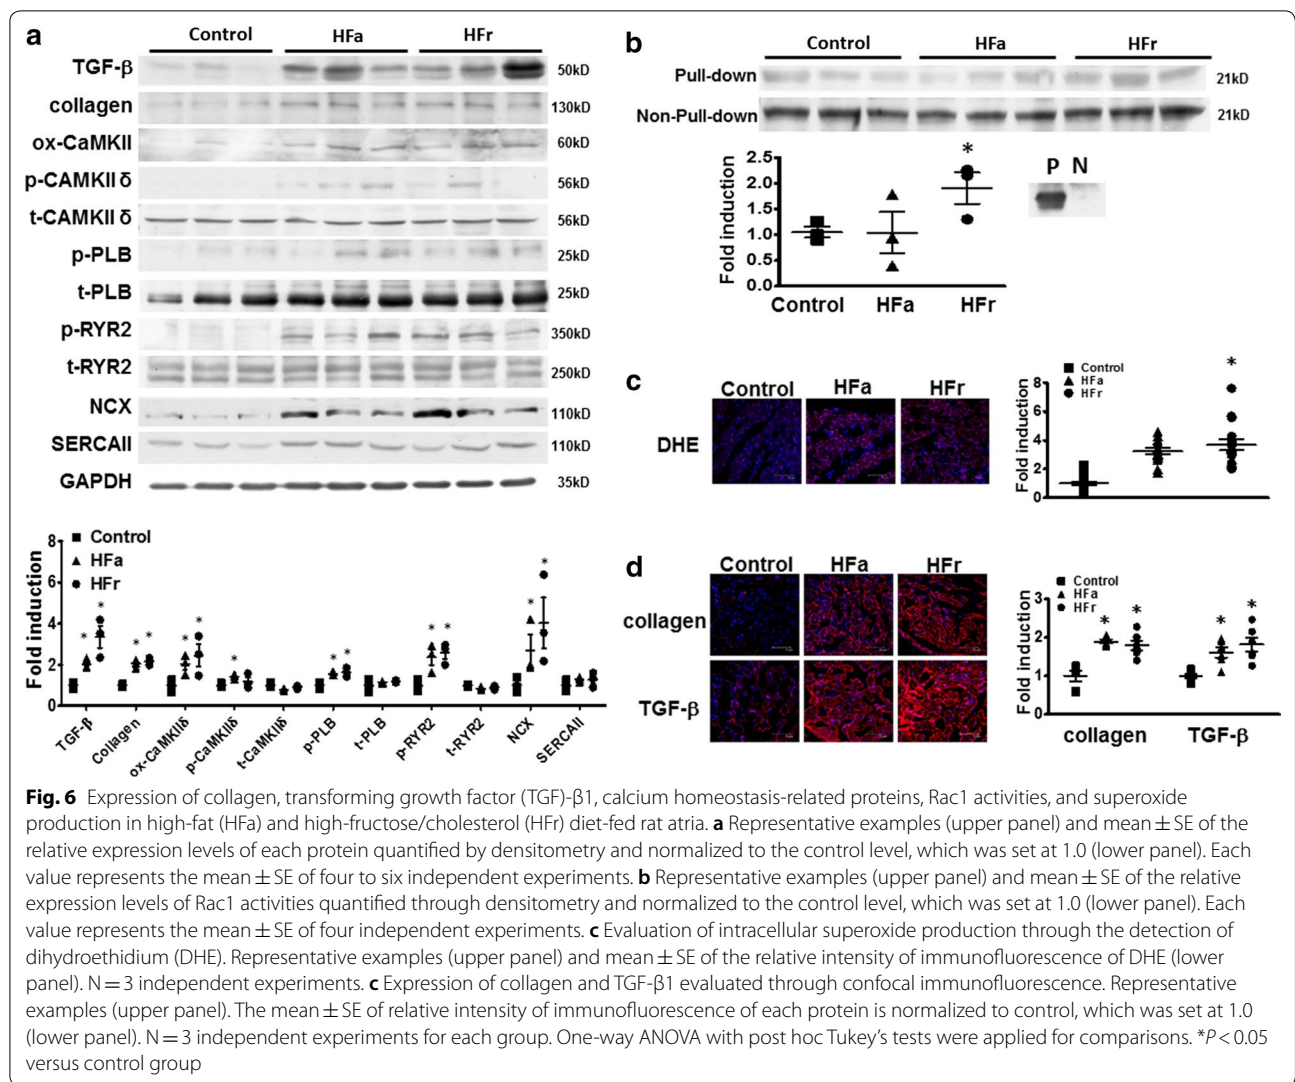 a
Control HFa HFr
TGF-β 50kD
collagen 130kD
ox-CaMKII 60kD
p-CAMKII δ 56kD
t-CAMKII δ 56kD
p-PLB 25kD
t-PLB 25kD
p-RYR2 350kD
t-RYR2 250kD
NCX 110kD
SERCAII 110kD
GAPDH 35kD
Control
HFa
HFr
Fold induction
8
6
4
2
0
TGF-β Collagen ox-CaMKIIδ p-CaMKIIδ t-CaMKIIδ p-PLB t-PLB p-RYR2 t-RYR2 NCX SERCAII
* * * * * * * * * * * * * *
b
Control HFa HFr
Pull-down 21kD
Non-Pull-down 21kD
Fold induction
2.5
2.0
1.5
1.0
0.5
0.0
*
Control HFa HFr
P N
c
Control HFa HFr
DHE
Control
HFa
HFr
*
Fold induction
8
6
4
2
0
d
Control HFa HFr
collagen
TGF-β
Control
HFa
HFr
Fold induction
3
2
1
0
* * * *
collagen TGF-β
Fig. 6 Expression of collagen, transforming growth factor (TGF)-β1, calcium homeostasis-related proteins, Rac1 activities, and superoxide
production in high-fat (HFa) and high-fructose/cholesterol (HFr) diet-fed rat atria. a Representative examples (upper panel) and mean ± SE of the
relative expression levels of each protein quantified by densitometry and normalized to the control level, which was set at 1.0 (lower panel). Each
value represents the mean ± SE of four to six independent experiments. b Representative examples (upper panel) and mean ± SE of the relative
expression levels of Rac1 activities quantified through densitometry and normalized to the control level, which was set at 1.0 (lower panel). Each
value represents the mean ± SE of four independent experiments. c Evaluation of intracellular superoxide production through the detection of
dihydroethidium (DHE). Representative examples (upper panel) and mean ± SE of the relative intensity of immunofluorescence of DHE (lower
panel). N = 3 independent experiments. c Expression of collagen and TGF-β1 evaluated through confocal immunofluorescence. Representative
examples (upper panel). The mean ± SE of relative intensity of immunofluorescence of each protein is normalized to control, which was set at 1.0
(lower panel). N = 3 independent experiments for each group. One-way ANOVA with post hoc Tukey's tests were applied for comparisons. *P < 0.05
versus control group